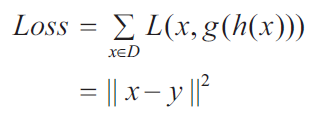 Loss = ∑ L(x, g(h(x)))
x∈D
= || x − y ||²